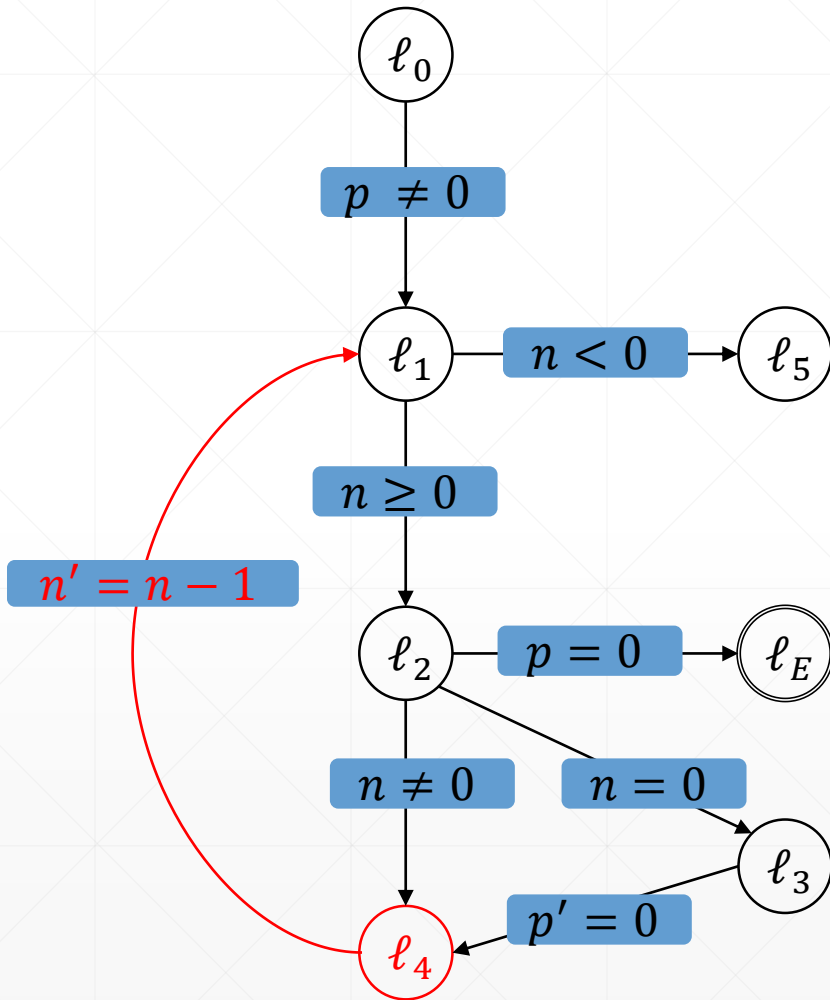 ℓ0
p ≠ 0
ℓ1
n < 0
ℓ5
n ≥ 0
n′ = n − 1
ℓ2
p = 0
ℓE
n ≠ 0
n = 0
ℓ3
p′ = 0
ℓ4